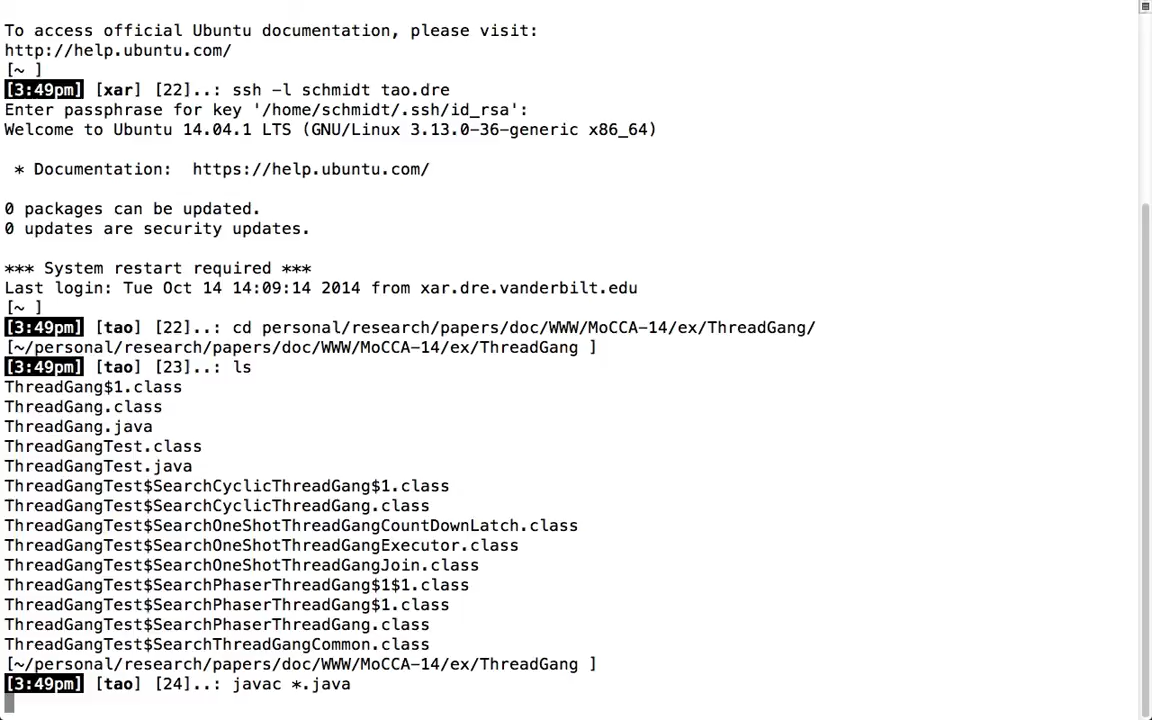 To access official Ubuntu documentation, please visit:
http://help.ubuntu.com/
[~ ]
[3:49pm] [xar] [22]..: ssh -l schmidt tao.dre
Enter passphrase for key '/home/schmidt/.ssh/id_rsa':
Welcome to Ubuntu 14.04.1 LTS (GNU/Linux 3.13.0-36-generic x86_64)
* Documentation:  https://help.ubuntu.com/
0 packages can be updated.
0 updates are security updates.
*** System restart required ***
Last login: Tue Oct 14 14:09:14 2014 from xar.dre.vanderbilt.edu
[~ ]
[3:49pm] [tao] [22]..: cd personal/research/papers/doc/WWW/MoCCA-14/ex/ThreadGang/
[~/personal/research/papers/doc/WWW/MoCCA-14/ex/ThreadGang ]
[3:49pm] [tao] [23]..: ls
ThreadGang$1.class
ThreadGang.class
ThreadGang.java
ThreadGangTest.class
ThreadGangTest.java
ThreadGangTest$SearchCyclicThreadGang$1.class
ThreadGangTest$SearchCyclicThreadGang.class
ThreadGangTest$SearchOneShotThreadGangCountDownLatch.class
ThreadGangTest$SearchOneShotThreadGangExecutor.class
ThreadGangTest$SearchOneShotThreadGangJoin.class
ThreadGangTest$SearchPhaserThreadGang$1$1.class
ThreadGangTest$SearchPhaserThreadGang$1.class
ThreadGangTest$SearchPhaserThreadGang.class
ThreadGangTest$SearchThreadGangCommon.class
[~/personal/research/papers/doc/WWW/MoCCA-14/ex/ThreadGang ]
[3:49pm] [tao] [24]..: javac *.java